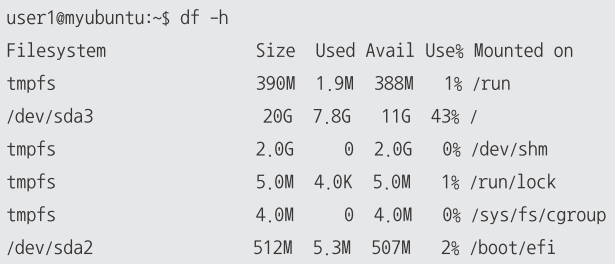 user1@myubuntu:~$ df -h
Filesystem Size Used Avail Use% Mounted on
tmpfs 390M 1.9M 388M 1% /run
/dev/sda3 20G 7.8G 11G 43% /
tmpfs 2.0G 0 2.0G 0% /dev/shm
tmpfs 5.0M 4.0K 5.0M 1% /run/lock
tmpfs 4.0M 0 4.0M 0% /sys/fs/cgroup
/dev/sda2 512M 5.3M 507M 2% /boot/efi